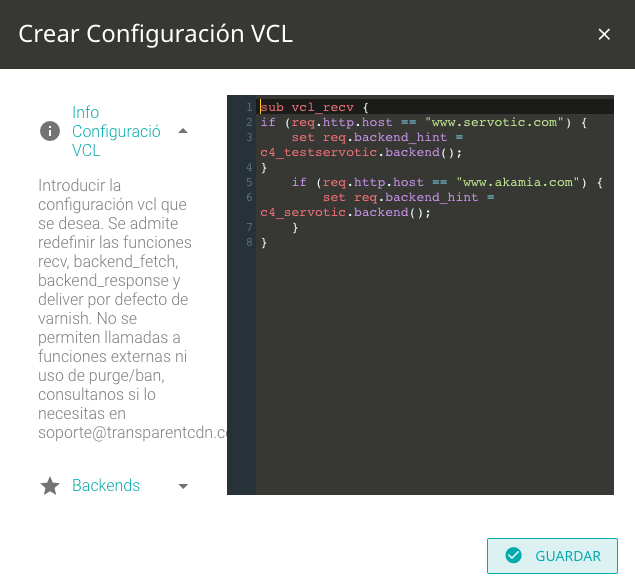 Crear Configuración VCL
Info
Configuració
VCL
Introducir la
configuración vcl que
se desea. Se admite
redefinir las funciones
recv, backend_fetch,
backend_response y
deliver por defecto de
varnish. No se
permiten llamadas a
funciones externas ni
uso de purge/ban,
consultanos si lo
necesitas en
soporte@transparentcdn.co
Backends
1 sub vcl_recv {
2 if (req.http.host == "www.servotic.com") {
3     set req.backend_hint =
c4_testservotic.backend();
4 }
5     if (req.http.host == "www.akamia.com") {
6         set req.backend_hint =
c4_servotic.backend();
7     }
8 }
GUARDAR